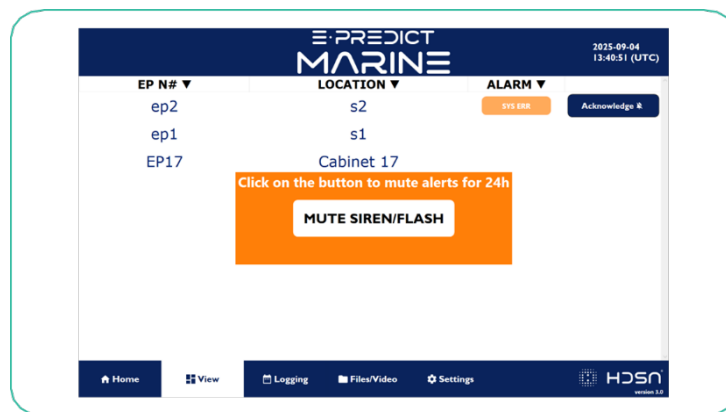 E·PREDICT
MARINE
2025-09-04
13:40:51 (UTC)
EP N# ▼ LOCATION ▼ ALARM ▼
ep2 s2 SYS ERR Acknowledge
ep1 s1
EP17 Cabinet 17
Click on the button to mute alerts for 24h
MUTE SIREN/FLASH
Home View Logging Files/Video Settings HDSN
version 3.0